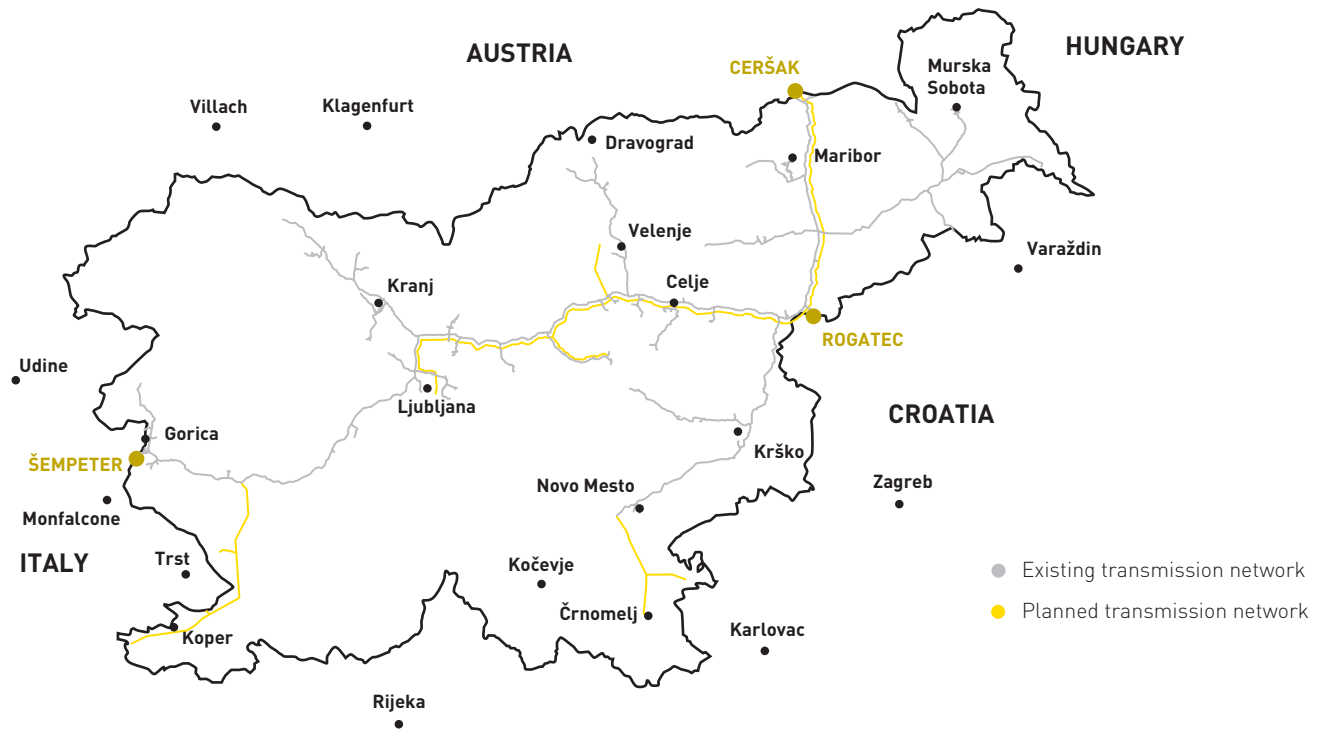 AUSTRIA
HUNGARY
CERŠAK
Murska
Sobota
Villach
Klagenfurt
Dravograd
Maribor
Velenje
Varaždin
Celje
Kranj
ROGATEC
Udine
Ljubljana
CROATIA
Gorica
Krško
ŠEMPETER
Zagreb
Novo Mesto
Monfalcone
ITALY
Trst
Kočevje
Existing transmission network
Planned transmission network
Črnomelj
Koper
Karlovac
Rijeka